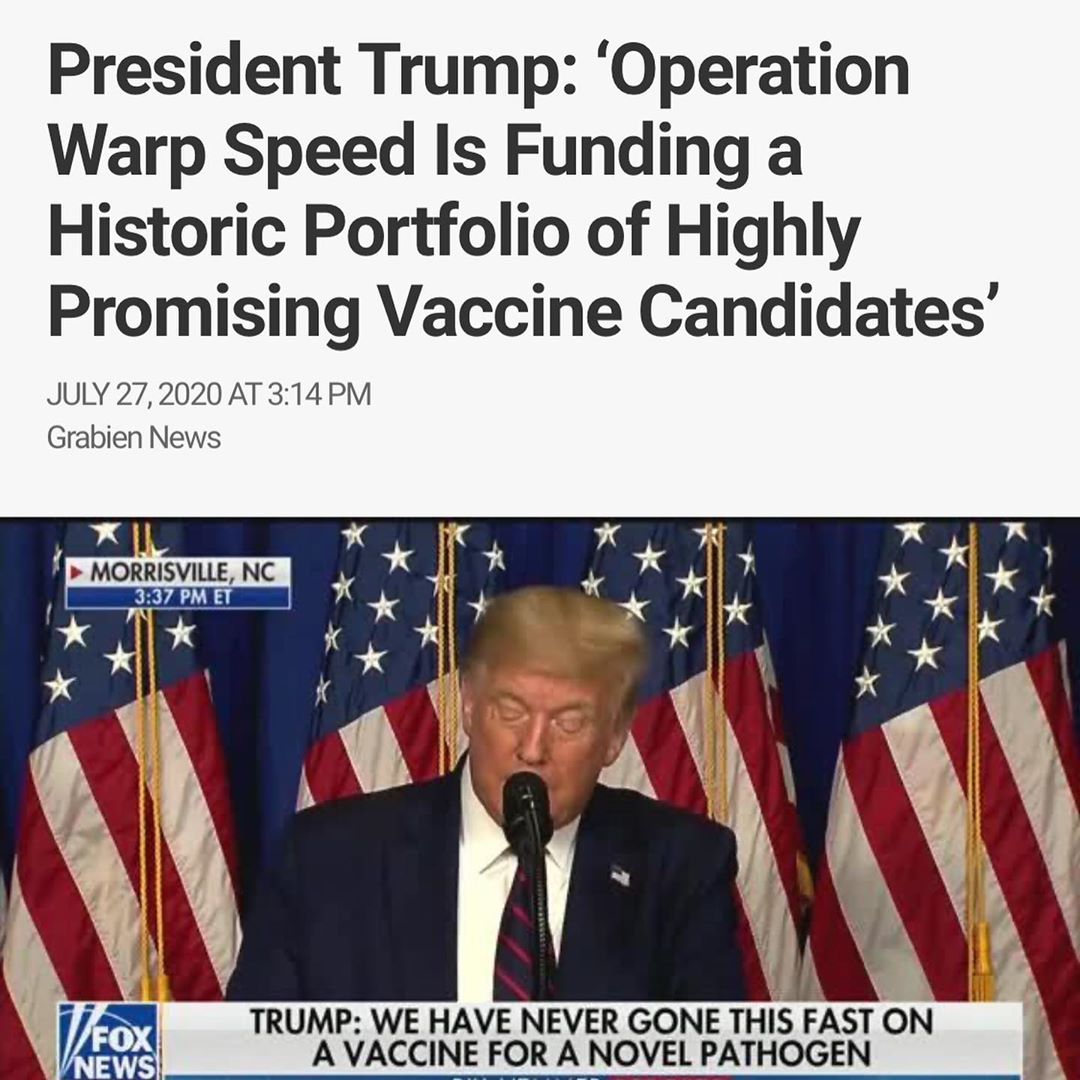 President Trump: ‘Operation
Warp Speed Is Funding a
Historic Portfolio of Highly
Promising Vaccine Candidates’
JULY 27, 2020 AT 3:14 PM
Grabien News
MORRISVILLE, NC
3:37 PM ET
FOX
NEWS
TRUMP: WE HAVE NEVER GONE THIS FAST ON
A VACCINE FOR A NOVEL PATHOGEN